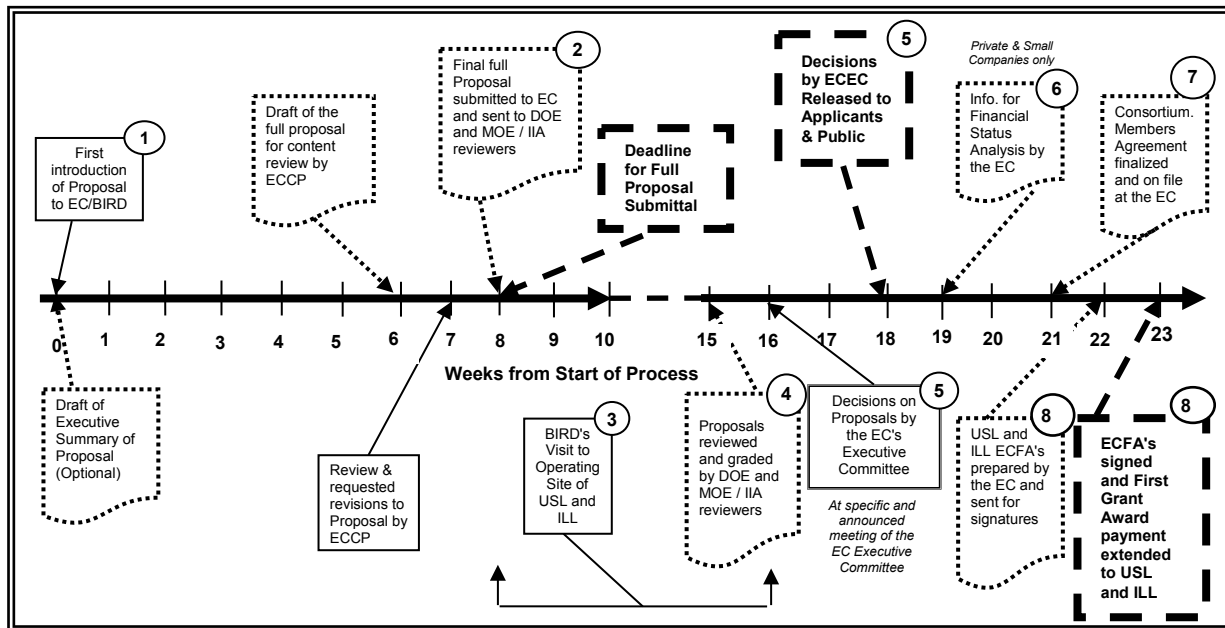 1
First
introduction
of Proposal
to EC/BIRD
Draft of the
full proposal
for content
review by
ECCP
2
Final full
Proposal
submitted to EC
and sent to DOE
and MOE / IIA
reviewers
Deadline
for Full
Proposal
Submittal
5
Decisions
by ECEC
Released to
Applicants
& Public
Private & Small
Companies only
6
Info. for
Financial
Status
Analysis by
the EC
7
Consortium.
Members
Agreement
finalized
and on file
at the EC
0 1 2 3 4 5 6 7 8 9 10 15 16 17 18 19 20 21 22 23
Weeks from Start of Process
Draft of
Executive
Summary of
Proposal
(Optional)
Review &
requested
revisions to
Proposal by
ECCP
3
BIRD's
Visit to
Operating
Site of
USL and
ILL
4
Proposals
reviewed
and graded
by DOE and
MOE / IIA
reviewers
5
Decisions on
Proposals by
the EC's
Executive
Committee
At specific and
announced
meeting of the
EC Executive
Committee
8
USL and
ILL ECFA's
prepared by
the EC and
sent for
signatures
8
ECFA's
signed
and First
Grant
Award
payment
extended
to USL
and ILL